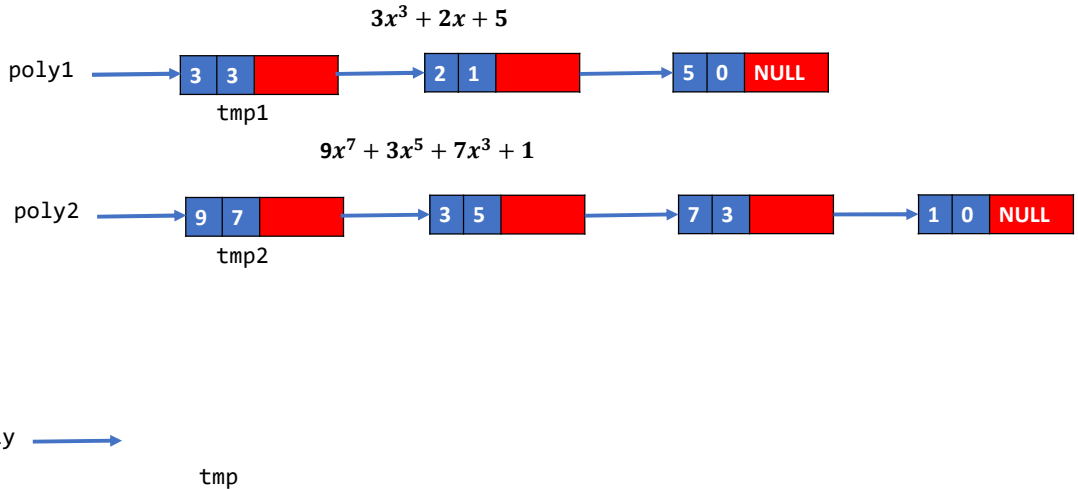 3x³ + 2x + 5
poly1 3 3 2 1 5 0 NULL
tmp1
9x⁷ + 3x⁵ + 7x³ + 1
poly2 9 7 3 5 7 3 1 0 NULL
tmp2
y
tmp